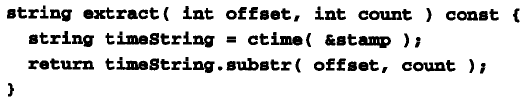 string extract( int offset, int count ) const {
  string timeString = ctime( &stamp );
  return timeString.substr( offset, count );
}